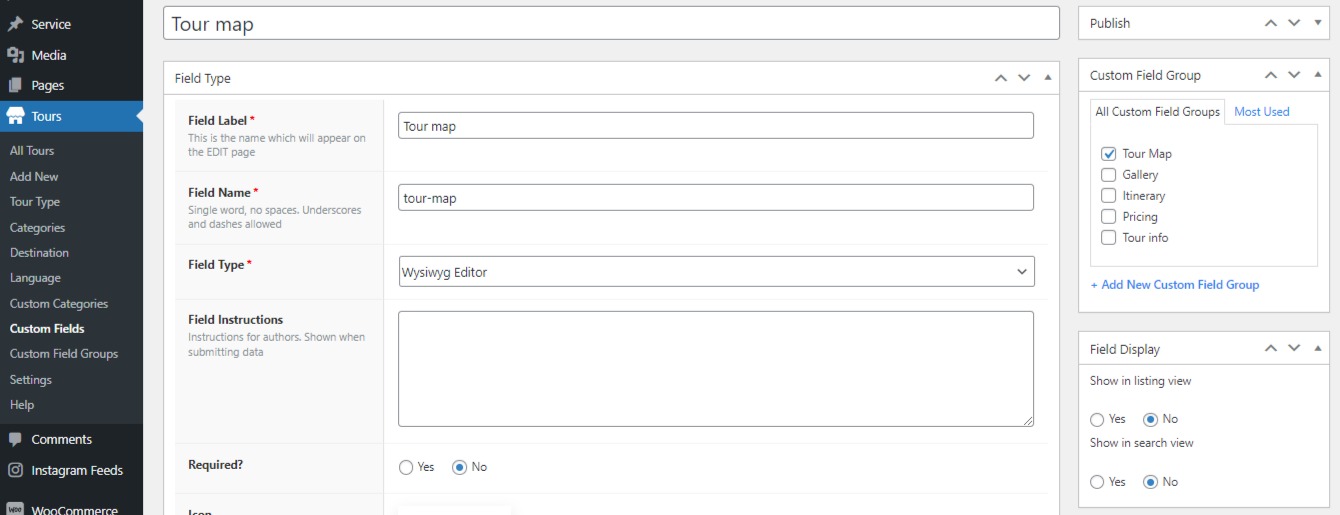 Service
Media
Pages
Tours
All Tours
Add New
Tour Type
Categories
Destination
Language
Custom Categories
Custom Fields
Custom Field Groups
Settings
Help
Comments
Instagram Feeds
Woo WooCommerce
Tour map
Field Type
Field Label *
This is the name which will appear on
the EDIT page
Tour map
Field Name *
Single word, no spaces. Underscores
and dashes allowed
tour-map
Field Type *
Wysiwyg Editor
Field Instructions
Instructions for authors. Shown when
submitting data
Required?
Yes No
Icon
Publish
Custom Field Group
All Custom Field Groups Most Used
Tour Map
Gallery
Itinerary
Pricing
Tour info
+ Add New Custom Field Group
Field Display
Show in listing view
Yes No
Show in search view
Yes No